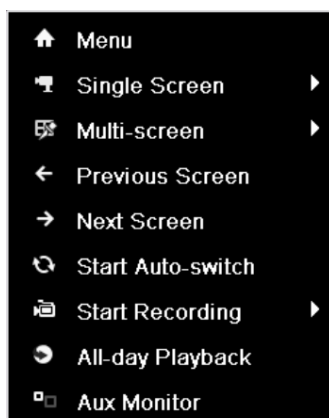 Menu
Single Screen
Multi-screen
Previous Screen
Next Screen
Start Auto-switch
Start Recording
All-day Playback
Aux Monitor